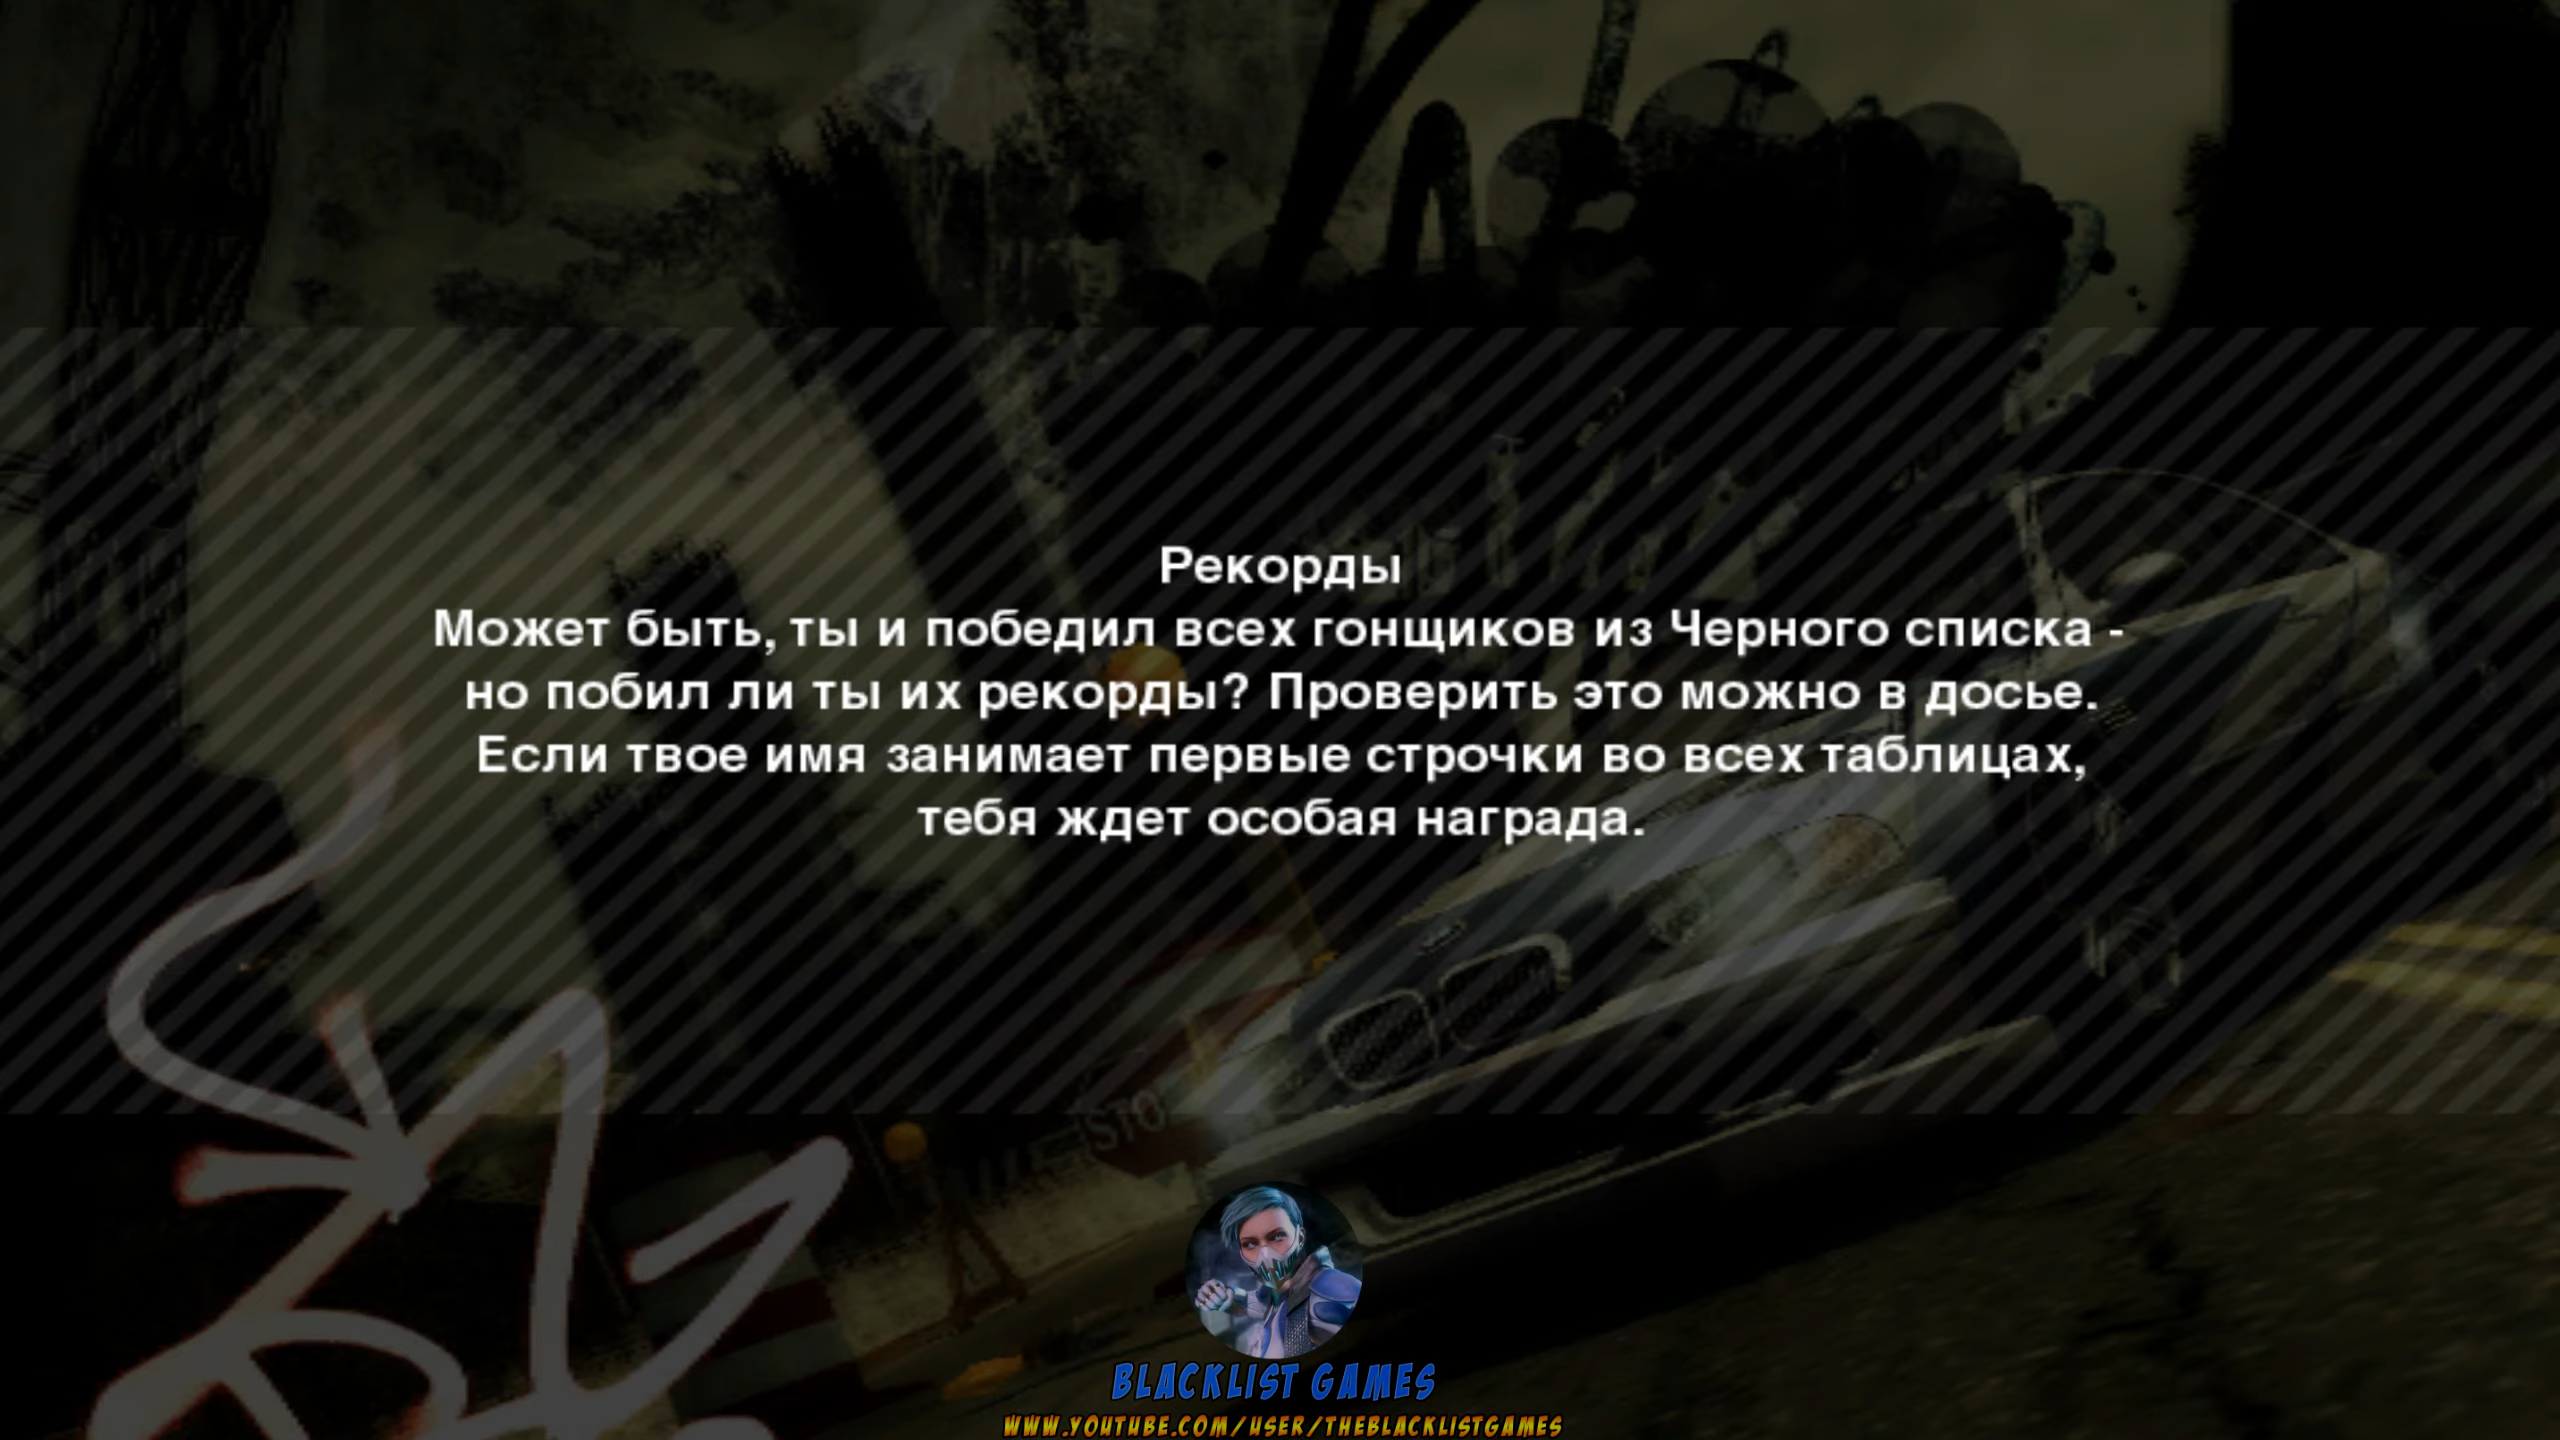 Рекорды
Может быть, ты и победил всех гонщиков из Черного списка -
но побил ли ты их рекорды? Проверить это можно в досье.
Если твое имя занимает первые строчки во всех таблицах,
тебя ждет особая награда.
STO
BLACKLIST GAMES
WWW.YOUTUBE.COM/USER/THEBLACKLISTGAMES